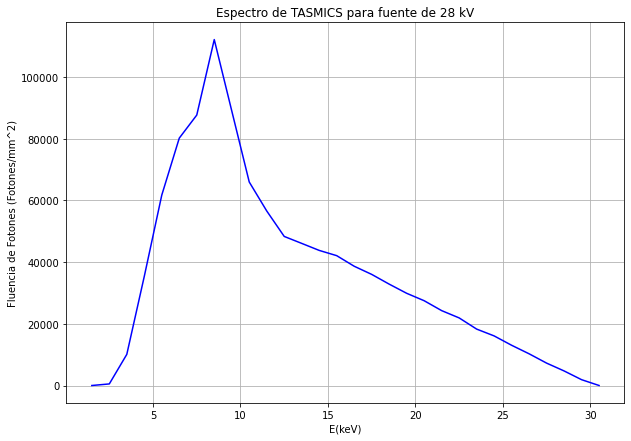 Espectro de TASMICS para fuente de 28 kV
Fluencia de Fotones (Fotones/mm^2)
100000
80000
60000
40000
20000
0
5 10 15 20 25 30
E(keV)